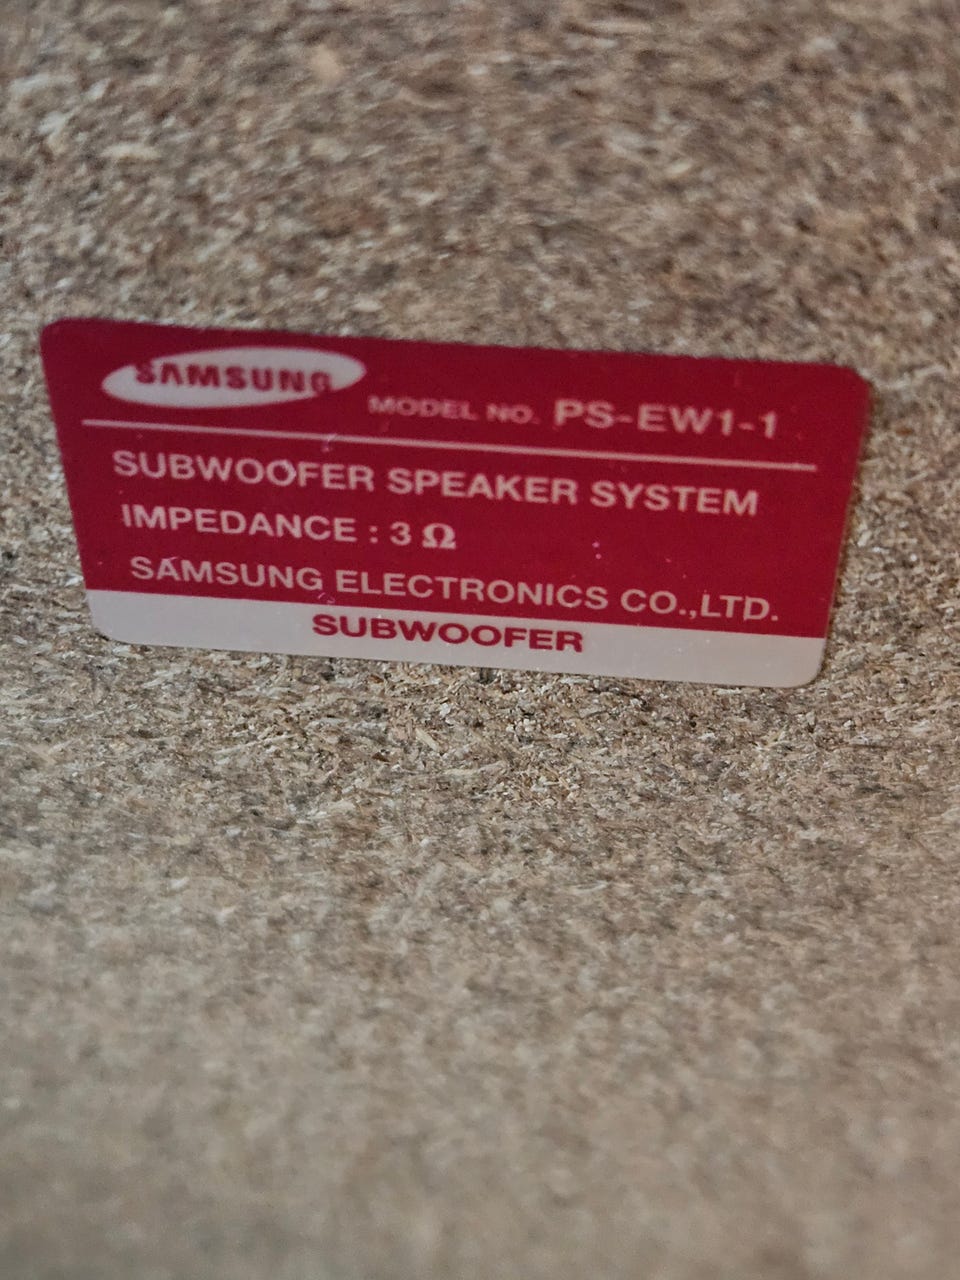 SAMSUNG MODEL NO. PS-EW1-1
SUBWOOFER SPEAKER SYSTEM
IMPEDANCE : 3 Ω
SAMSUNG ELECTRONICS CO.,LTD.
SUBWOOFER